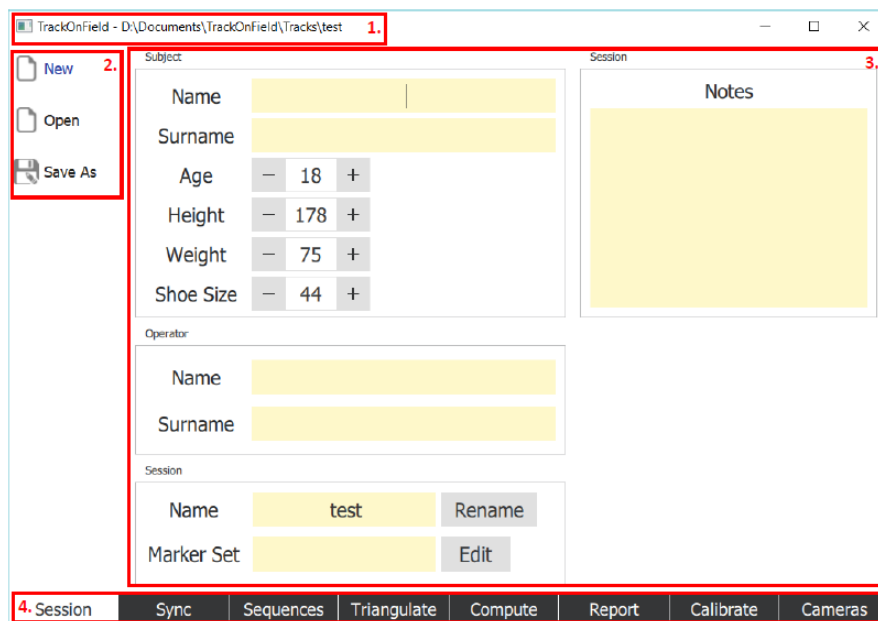 TrackOnField - D:\Documents\TrackOnField\Tracks\test 1.
New 2.
Open
Save As
3.
Subject
Name
Surname
Age − 18 +
Height − 178 +
Weight − 75 +
Shoe Size − 44 +
Session
Notes
Operator
Name
Surname
Session
Name test Rename
Marker Set Edit
4. Session Sync Sequences Triangulate Compute Report Calibrate Cameras